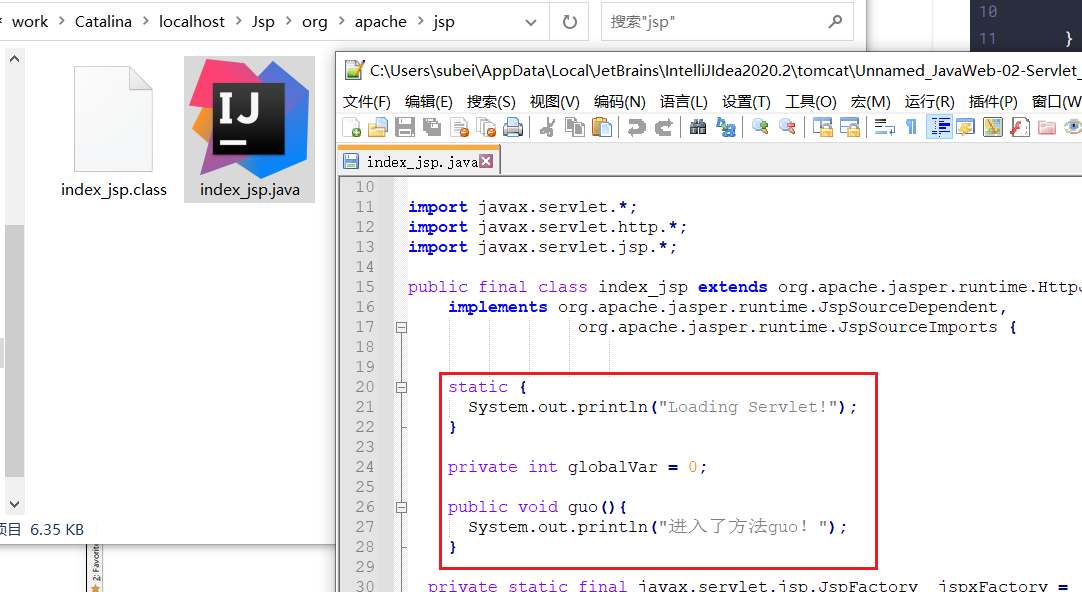 work > Catalina > localhost > Jsp > org > apache > jsp
搜索"jsp"
10
11 }
index_jsp.class
index_jsp.java
项目 6.35 KB
2: Favorite
C:\Users\subei\AppData\Local\JetBrains\IntelliJIdea2020.2\tomcat\Unnamed_JavaWeb-02-Servlet_
文件(F) 编辑(E) 搜索(S) 视图(V) 编码(N) 语言(L) 设置(T) 工具(O) 宏(M) 运行(R) 插件(P) 窗口(W
index_jsp.java
10
11 import javax.servlet.*;
12 import javax.servlet.http.*;
13 import javax.servlet.jsp.*;
14
15 public final class index_jsp extends org.apache.jasper.runtime.HttpJ
16 implements org.apache.jasper.runtime.JspSourceDependent,
17 org.apache.jasper.runtime.JspSourceImports {
18
19
20 static {
21 System.out.println("Loading Servlet!");
22 }
23
24 private int globalVar = 0;
25
26 public void guo(){
27 System.out.println("进入了方法guo！");
28 }
29
30 private static final javax.servlet.jsp.JspFactory _jspxFactory =